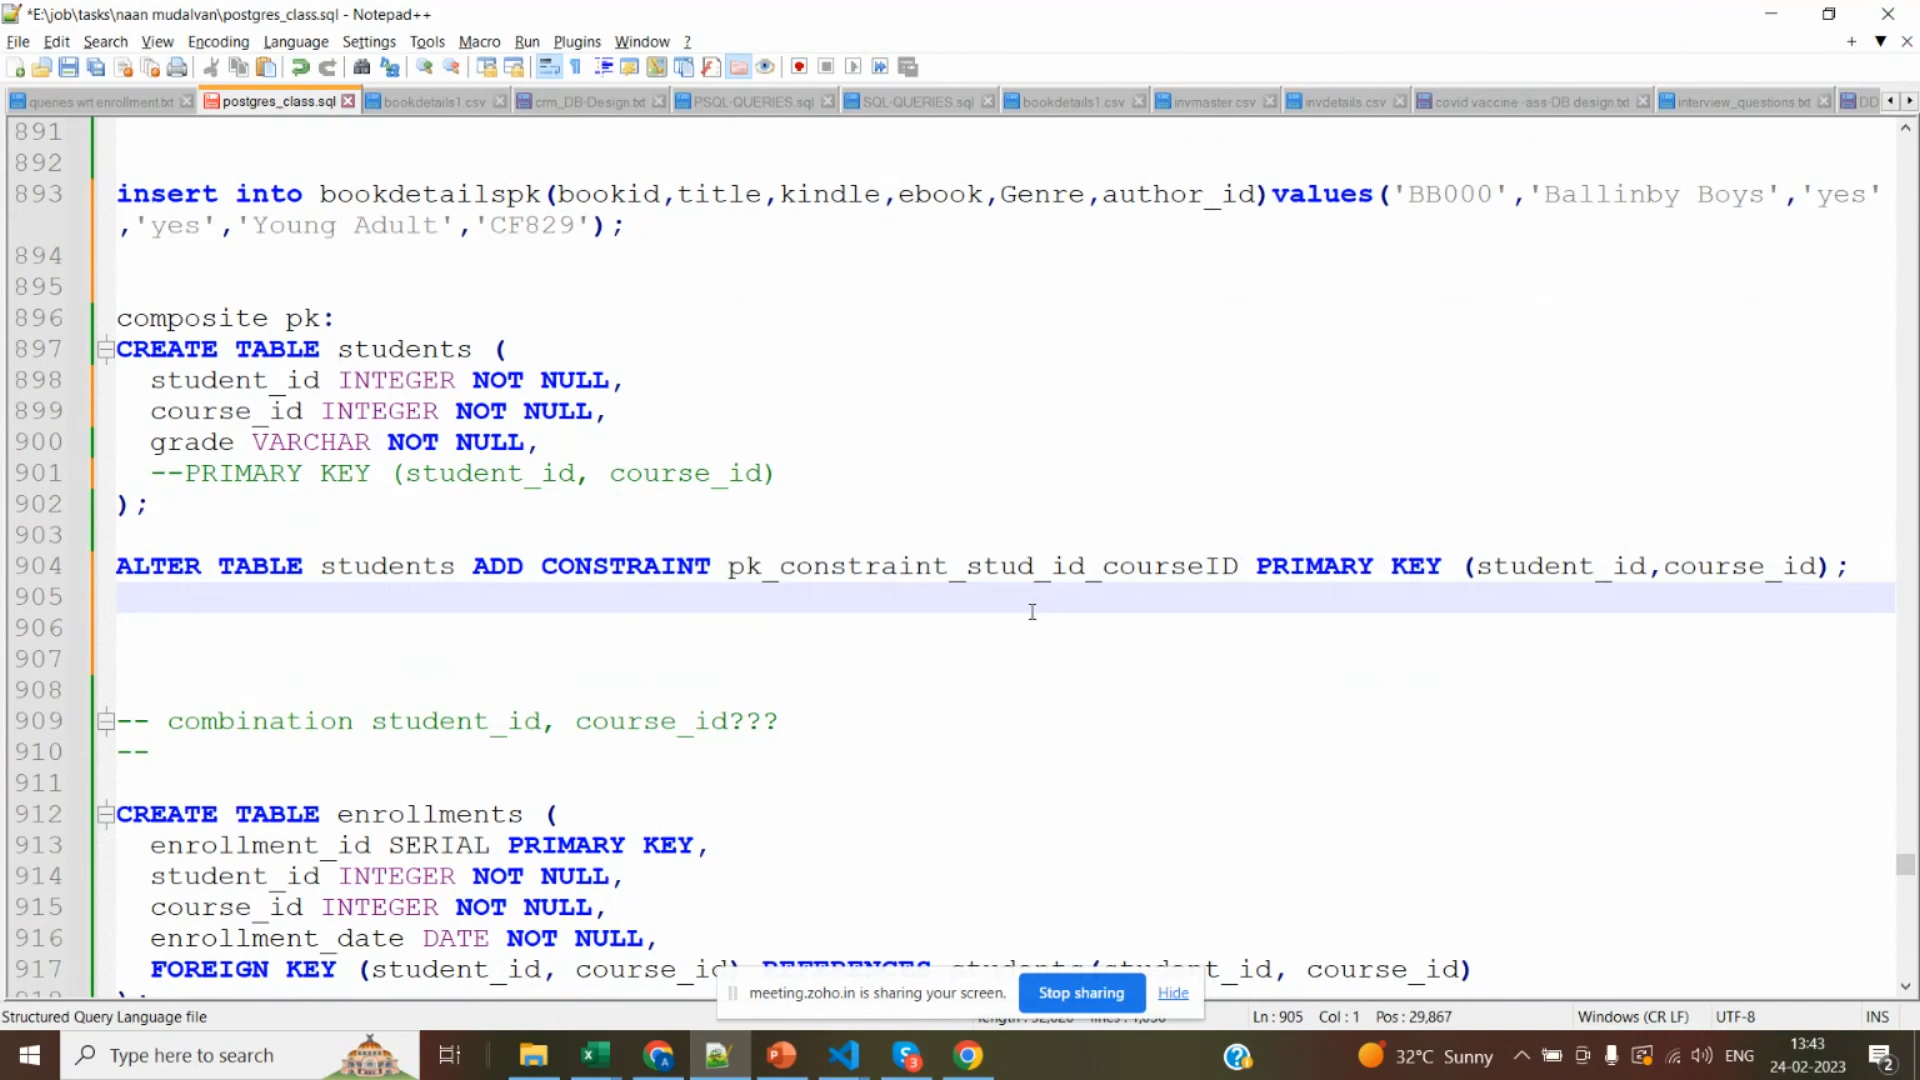 *E:\job\tasks\naan mudalvan\postgres_class.sql - Notepad++
File Edit Search View Encoding Language Settings Tools Macro Run Plugins Window ?
queries wrt enrollment.txt postgres_class.sql bookdetails1.csv crm_DB-Design.txt PSQL-QUERIES.sql SQL-QUERIES.sql bookdetails1.csv invmaster.csv invdetails.csv covid vaccine -ass-DB design.txt interview_questions.txt DD
891
892
893 insert into bookdetailspk(bookid,title,kindle,ebook,Genre,author_id)values('BB000','Ballinby Boys','yes'
,'yes','Young Adult','CF829');
894
895
896 composite pk:
897 CREATE TABLE students (
898 student_id INTEGER NOT NULL,
899 course_id INTEGER NOT NULL,
900 grade VARCHAR NOT NULL,
901 --PRIMARY KEY (student_id, course_id)
902 );
903
904 ALTER TABLE students ADD CONSTRAINT pk_constraint_stud_id_courseID PRIMARY KEY (student_id,course_id);
905
906
907
908
909 -- combination student_id, course_id???
910 --
911
912 CREATE TABLE enrollments (
913 enrollment_id SERIAL PRIMARY KEY,
914 student_id INTEGER NOT NULL,
915 course_id INTEGER NOT NULL,
916 enrollment_date DATE NOT NULL,
917 FOREIGN KEY (student_id, course_id) REFERENCES students(student_id, course_id)
meeting.zoho.in is sharing your screen. Stop sharing Hide
Structured Query Language file Ln : 905 Col : 1 Pos : 29,867 Windows (CR LF) UTF-8 INS
Type here to search 32°C Sunny ENG 13:43
24-02-2023 2